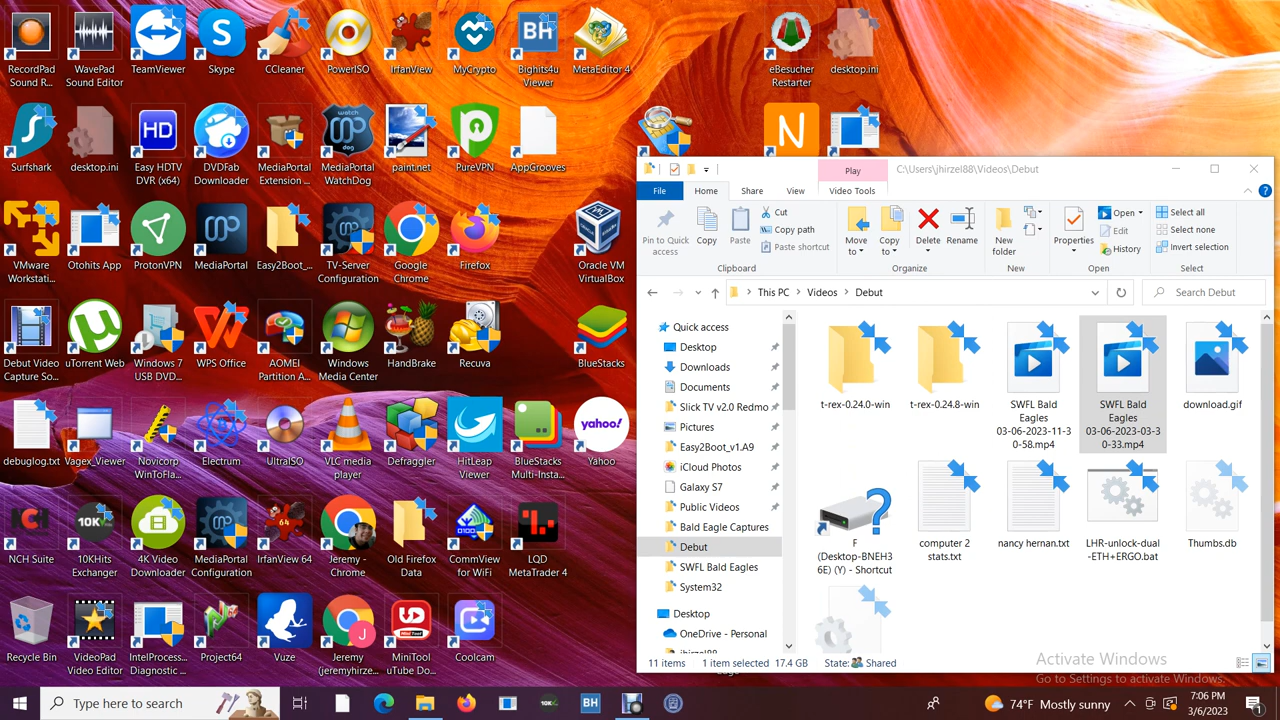 RecordPad
Sound R...
WavePad
Sound Editor
TeamViewer
Skype
CCleaner
PowerISO
IrfanView
MyCrypto
BH
Bighits4u
Viewer
MetaEditor 4
eBesucher
Restarter
desktop.ini
Surfshark
desktop.ini
HD
Easy HDTV
DVR (x64)
DVDFab
Downloader
MediaPortal
Extension ...
watch
dog
MediaPortal
WatchDog
paint.net
PureVPN
AppGrooves
N
VMware
Workstati...
Otohits App
ProtonVPN
MediaPortal
Easy2Boot_...
TV-Server
Configuration
Google
Chrome
Firefox
Oracle VM
VirtualBox
Debut Video
Capture So...
uTorrent Web
Windows 7
USB DVD...
WPS Office
AOMEI
Partition A...
Windows
Media Center
HandBrake
Recuva
BlueStacks
debuglog.txt
Vagex_Viewer
Novicorp
WinToFla...
Electrum
UltraISO
VLC media
player
Defraggler
HitLeap
Viewer
BlueStacks
Multi-Insta...
yahoo!
Yahoo
NCH Suite
10K
10KHits
Exchanger
4K Video
Downloader
MediaPortal
Configuration
64
IrfanView 64
Jeremy -
Chrome
Old Firefox
Data
CommView
for WiFi
LQD
MetaTrader 4
Recycle Bin
VideoPad
Video Editor
IntelProcess...
Diagnostic ...
Project64
Vuze
J
Jeremy
(jeremyhirze...
UD
MiniTool
MiniTool
uTube Do...
Coolcam
Play
C:\Users\jhirzel88\Videos\Debut
File
Home
Share
View
Video Tools
Pin to Quick
access
Copy
Paste
Cut
Copy path
Paste shortcut
Clipboard
Move
to
Copy
to
Delete
Rename
Organize
New
folder
New
Properties
Open
Edit
History
Open
Select all
Select none
Invert selection
Select
This PC
Videos
Debut
Search Debut
Quick access
Desktop
Downloads
Documents
Slick TV v2.0 Redmo
Pictures
Easy2Boot_v1.A9
iCloud Photos
Galaxy S7
Public Videos
Bald Eagle Captures
Debut
SWFL Bald Eagles
System32
Desktop
OneDrive - Personal
jhirzel88
t-rex-0.24.0-win
t-rex-0.24.8-win
SWFL Bald
Eagles
03-06-2023-11-3
0-58.mp4
SWFL Bald
Eagles
03-06-2023-03-3
0-33.mp4
download.gif
F
(Desktop-BNEH3
6E) (Y) - Shortcut
computer 2
stats.txt
nancy hernan.txt
LHR-unlock-dual
-ETH+ERGO.bat
Thumbs.db
11 items
1 item selected
17.4 GB
State:
Shared
Activate Windows
Go to Settings to activate Windows.
Type here to search
10K
BH
74°F
Mostly sunny
7:06 PM
3/6/2023
1